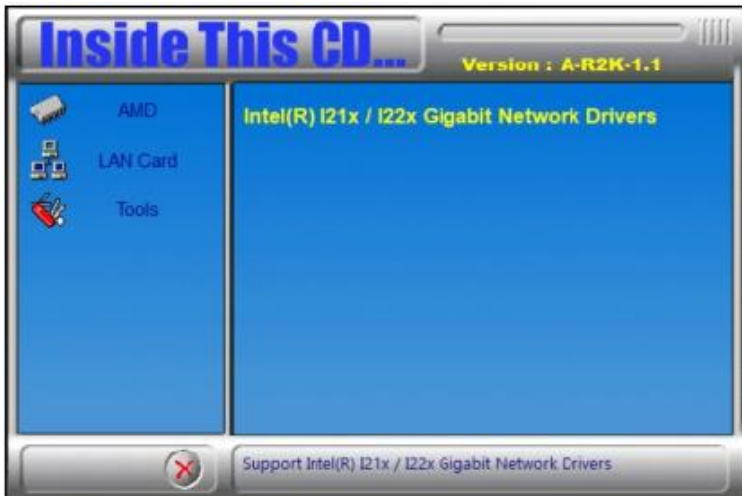 Inside This CD...
Version : A-R2K-1.1
AMD
LAN Card
Tools
Intel(R) I21x / I22x Gigabit Network Drivers
Support Intel(R) I21x / I22x Gigabit Network Drivers